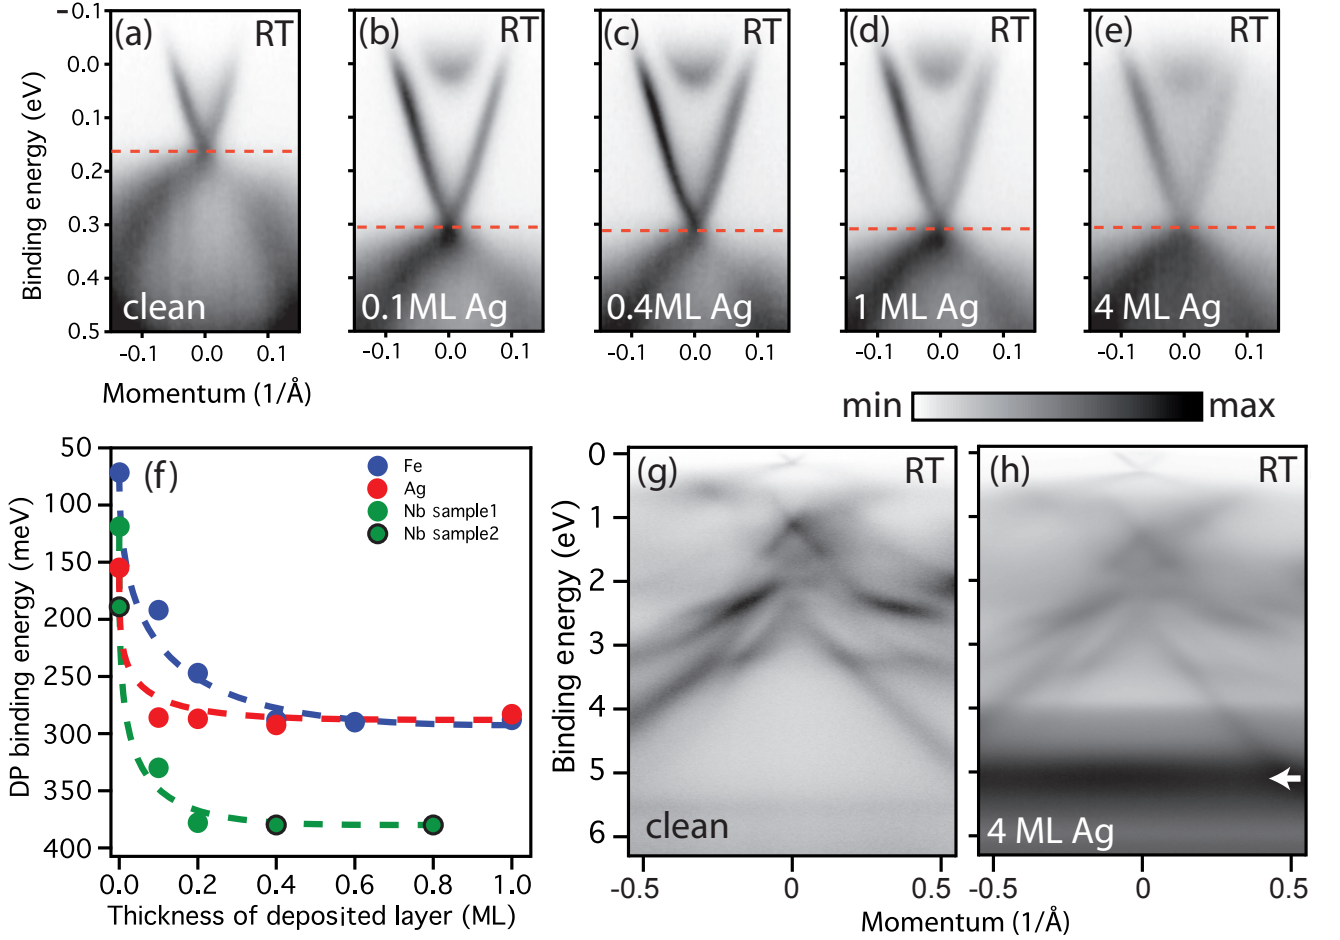 (a) RT
(b) RT
(c) RT
(d) RT
(e) RT
Binding energy (eV)
-0.1
0.0
0.1
0.2
0.3
0.4
0.5
clean
0.1ML Ag
0.4ML Ag
1 ML Ag
4 ML Ag
-0.1 0.0 0.1
-0.1 0.0 0.1
-0.1 0.0 0.1
-0.1 0.0 0.1
-0.1 0.0 0.1
Momentum (1/Å)
min max
(f)
DP binding energy (meV)
50
100
150
200
250
300
350
400
Fe
Ag
Nb sample1
Nb sample2
0.0 0.2 0.4 0.6 0.8 1.0
Thickness of deposited layer (ML)
(g) RT
(h) RT
Binding energy (eV)
0
1
2
3
4
5
6
clean
4 ML Ag
-0.5 0 0.5
-0.5 0 0.5
Momentum (1/Å)